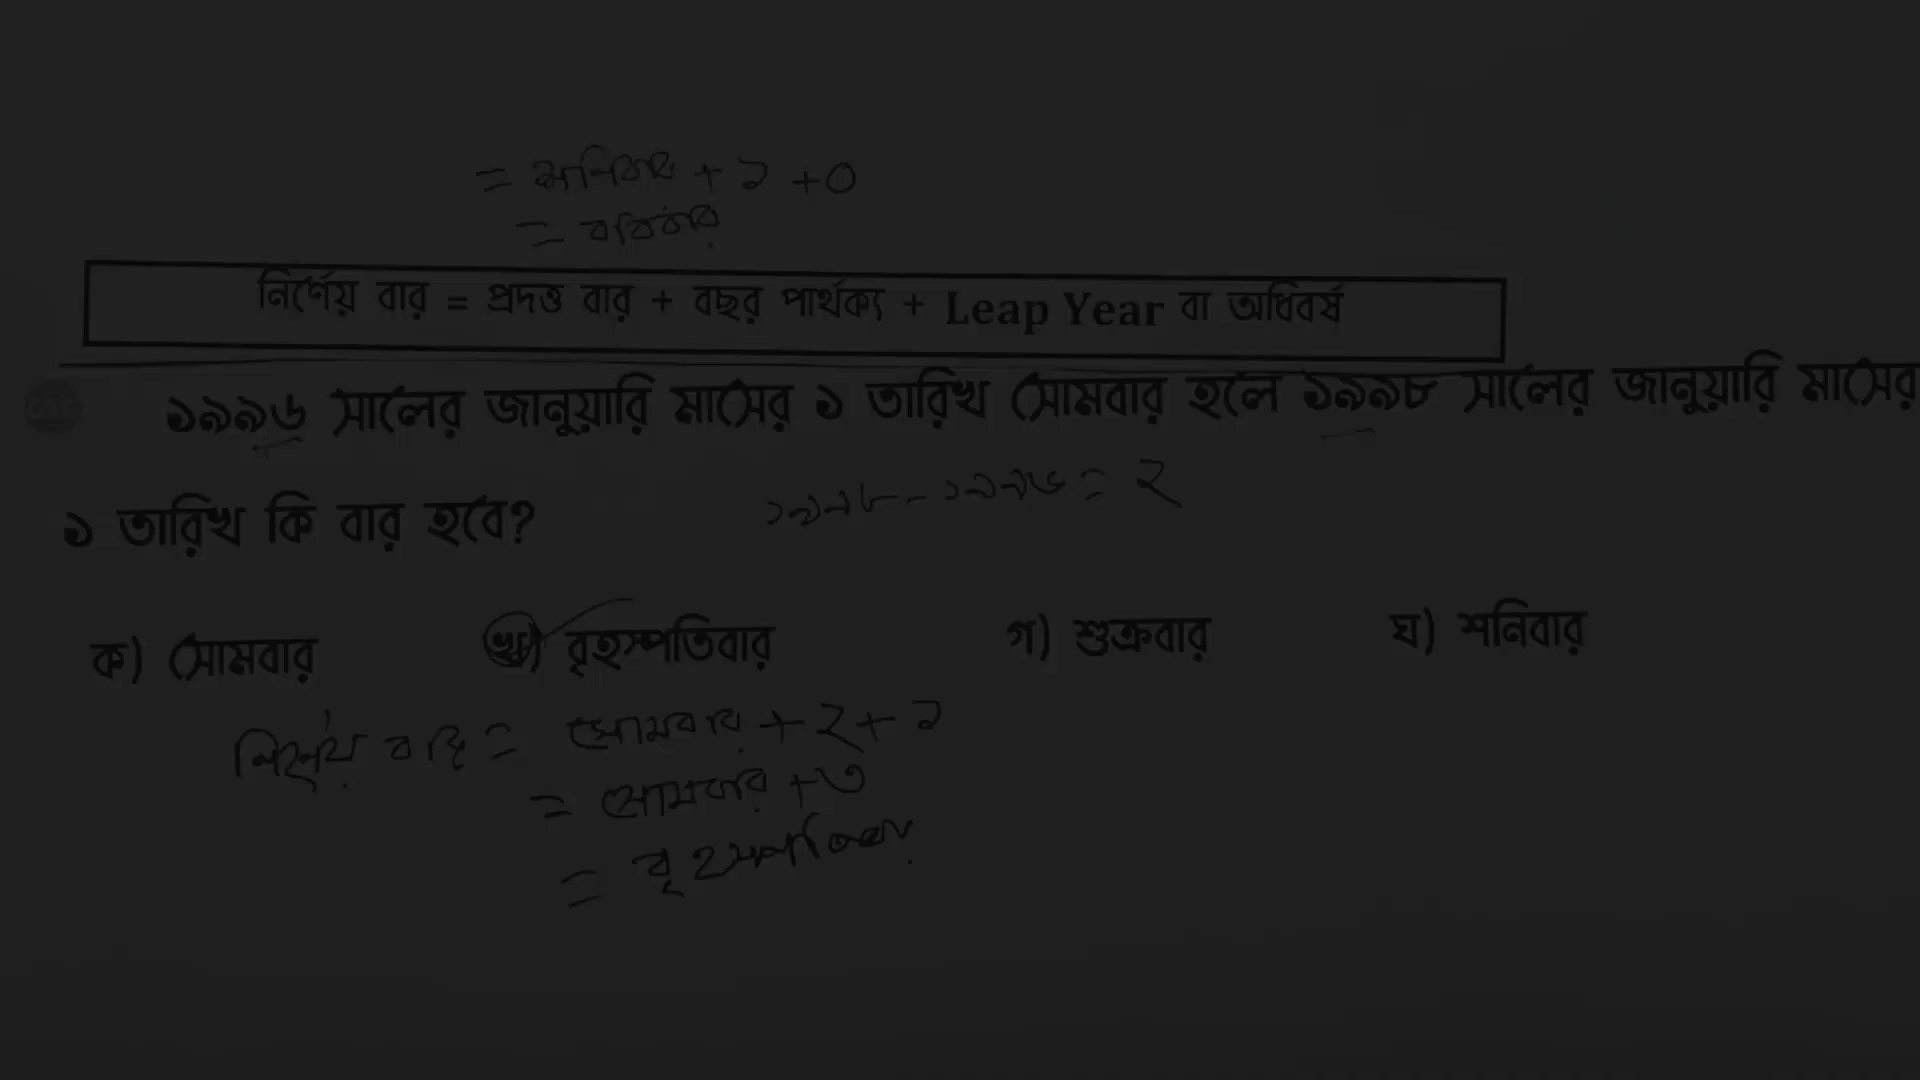 = শনিবার + ১ + ০
= রবিবার
নির্ণেয় বার = প্রদত্ত বার + বছর পার্থক্য + Leap Year বা অধিবর্ষ
১৯৯৬ সালের জানুয়ারি মাসের ১ তারিখ সোমবার হলে ১৯৯৮ সালের জানুয়ারি মাসের
১ তারিখ কি বার হবে?
১৯৯৮ - ১৯৯৬ = ২
ক) সোমবার খ) বৃহস্পতিবার গ) শুক্রবার ঘ) শনিবার
নির্ণেয় বার = সোমবার + ২ + ১
= সোমবার + ৩
= বৃহস্পতিবার